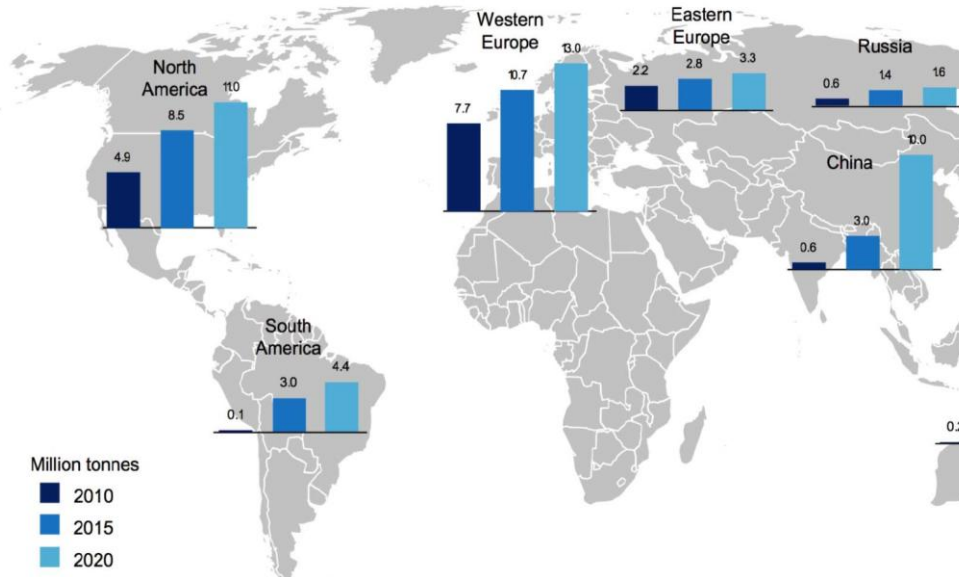 North
America
4.9
8.5
11.0
Western
Europe
7.7
10.7
13.0
Eastern
Europe
2.2
2.8
3.3
Russia
0.6
1.4
1.6
China
0.6
3.0
10.0
South
America
0.1
3.0
4.4
Million tonnes
2010
2015
2020